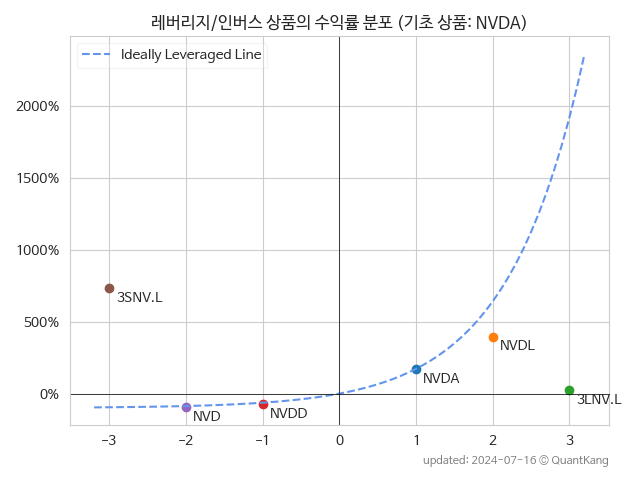 레버리지/인버스 상품의 수익률 분포 (기초 상품: NVDA)
Ideally Leveraged Line
2000%
1500%
1000%
500%
0%
3SNV.L
NVD
NVDD
NVDA
NVDL
3LNV.L
−3 −2 −1 0 1 2 3
updated: 2024-07-16 © QuantKang